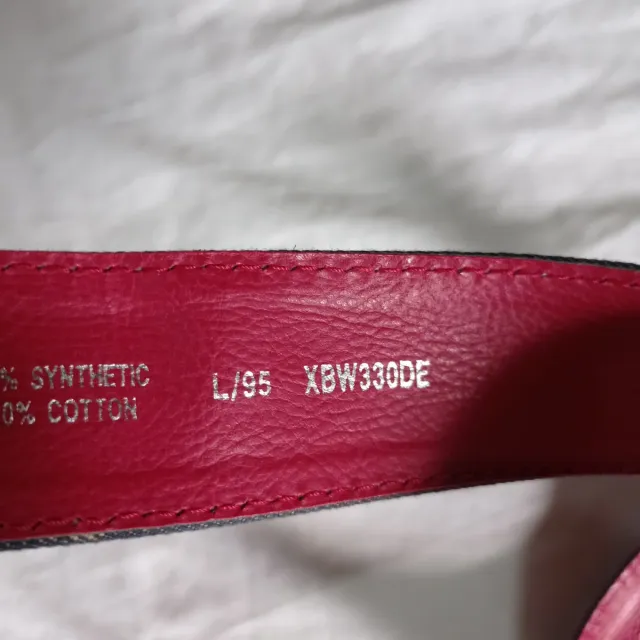 % SYNTHETIC L/95 XBW330DE
0% COTTON